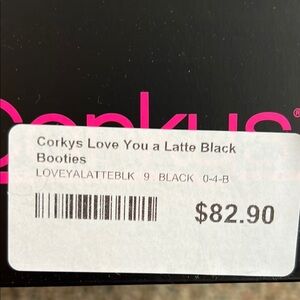 Corkys®
Corkys Love You a Latte Black
Booties
LOVEYALATTEBLK 9 BLACK 0-4-B
$82.90